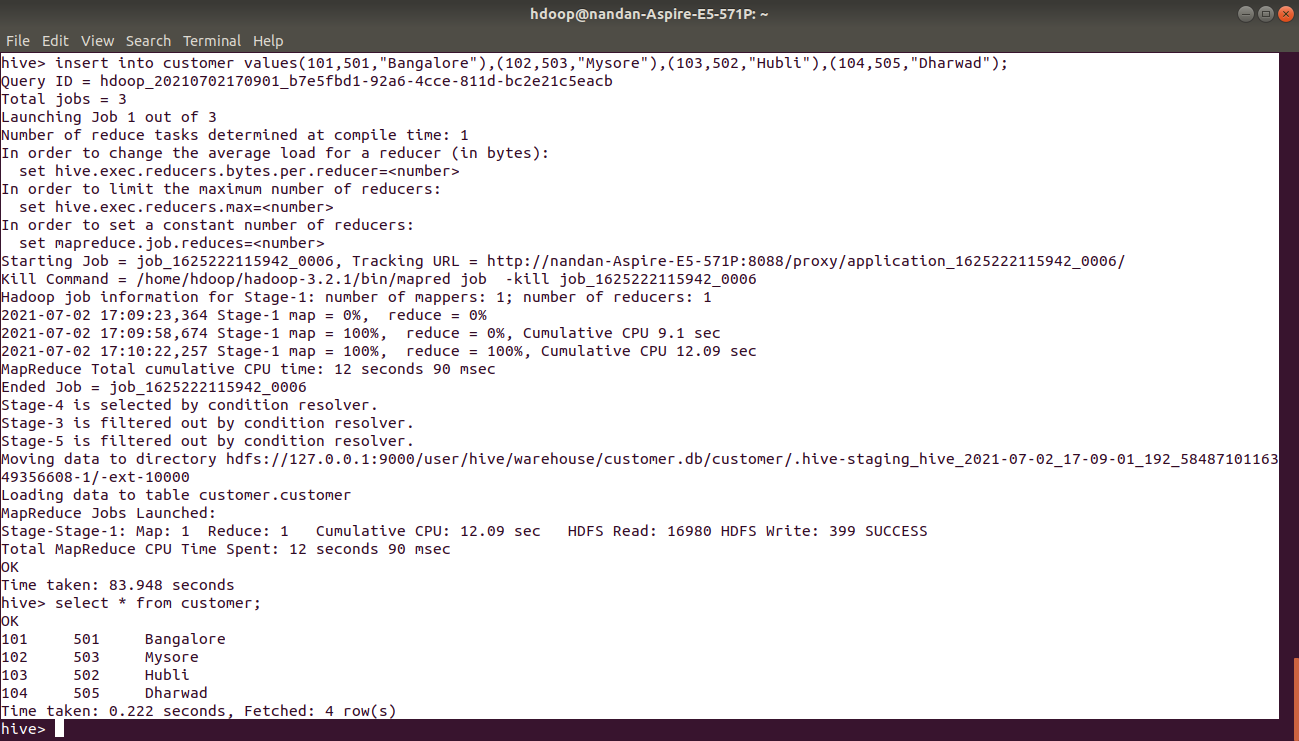 hdoop@nandan-Aspire-E5-571P: ~
File Edit View Search Terminal Help
hive> insert into customer values(101,501,"Bangalore"),(102,503,"Mysore"),(103,502,"Hubli"),(104,505,"Dharwad");
Query ID = hdoop_20210702170901_b7e5fbd1-92a6-4cce-811d-bc2e21c5eacb
Total jobs = 3
Launching Job 1 out of 3
Number of reduce tasks determined at compile time: 1
In order to change the average load for a reducer (in bytes):
  set hive.exec.reducers.bytes.per.reducer=<number>
In order to limit the maximum number of reducers:
  set hive.exec.reducers.max=<number>
In order to set a constant number of reducers:
  set mapreduce.job.reduces=<number>
Starting Job = job_1625222115942_0006, Tracking URL = http://nandan-Aspire-E5-571P:8088/proxy/application_1625222115942_0006/
Kill Command = /home/hdoop/hadoop-3.2.1/bin/mapred job  -kill job_1625222115942_0006
Hadoop job information for Stage-1: number of mappers: 1; number of reducers: 1
2021-07-02 17:09:23,364 Stage-1 map = 0%,  reduce = 0%
2021-07-02 17:09:58,674 Stage-1 map = 100%,  reduce = 0%, Cumulative CPU 9.1 sec
2021-07-02 17:10:22,257 Stage-1 map = 100%,  reduce = 100%, Cumulative CPU 12.09 sec
MapReduce Total cumulative CPU time: 12 seconds 90 msec
Ended Job = job_1625222115942_0006
Stage-4 is selected by condition resolver.
Stage-3 is filtered out by condition resolver.
Stage-5 is filtered out by condition resolver.
Moving data to directory hdfs://127.0.0.1:9000/user/hive/warehouse/customer.db/customer/.hive-staging_hive_2021-07-02_17-09-01_192_58487101163
49356608-1/-ext-10000
Loading data to table customer.customer
MapReduce Jobs Launched:
Stage-Stage-1: Map: 1  Reduce: 1   Cumulative CPU: 12.09 sec   HDFS Read: 16980 HDFS Write: 399 SUCCESS
Total MapReduce CPU Time Spent: 12 seconds 90 msec
OK
Time taken: 83.948 seconds
hive> select * from customer;
OK
101     501     Bangalore
102     503     Mysore
103     502     Hubli
104     505     Dharwad
Time taken: 0.222 seconds, Fetched: 4 row(s)
hive>